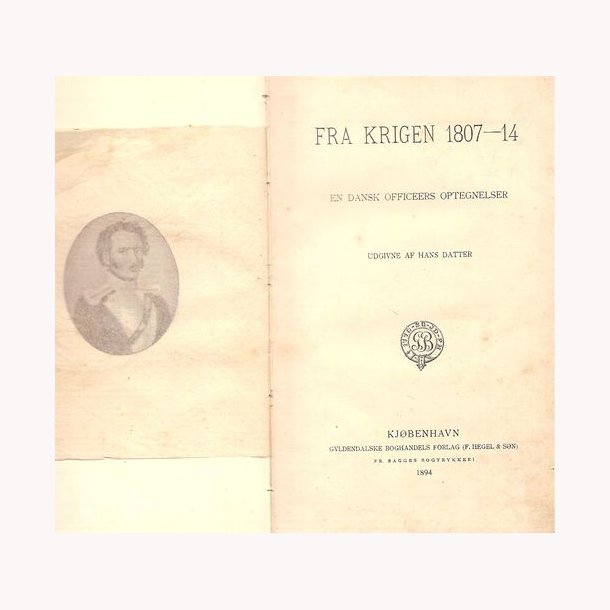 FRA KRIGEN 1807—14
EN DANSK OFFICEERS OPTEGNELSER
UDGIVNE AF HANS DATTER
KJØBENHAVN
GYLDENDALSKE BOGHANDELS FORLAG (F. HEGEL & SØN)
FR. BAGGES BOGTRYKKERI
1894